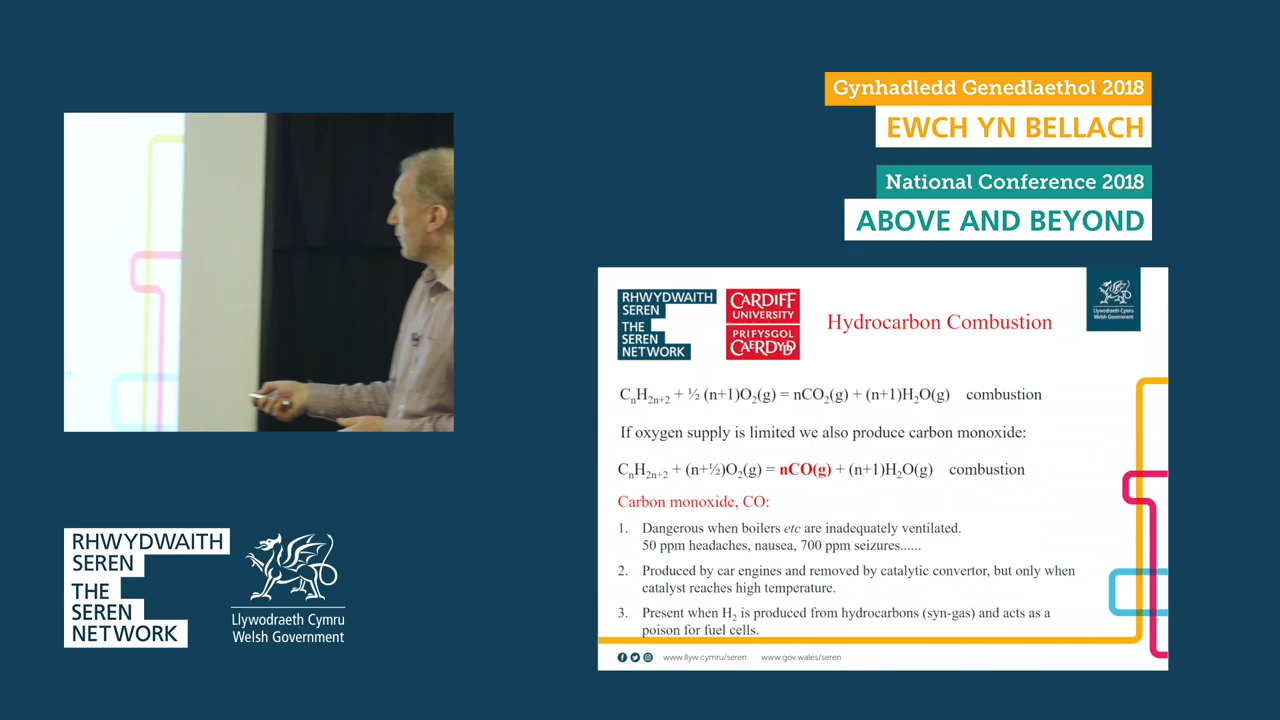 Gynhadledd Genedlaethol 2018
EWCH YN BELLACH
National Conference 2018
ABOVE AND BEYOND
RHWYDWAITH
SEREN
THE
SEREN
NETWORK
CARDIFF
UNIVERSITY
PRIFYSGOL
CAERDYDD
Hydrocarbon Combustion
Llywodraeth Cymru
Welsh Government
CₙH₂ₙ₊₂ + ½ (n+1)O₂(g) = nCO₂(g) + (n+1)H₂O(g) combustion
If oxygen supply is limited we also produce carbon monoxide:
CₙH₂ₙ₊₂ + (n+½)O₂(g) = nCO(g) + (n+1)H₂O(g) combustion
Carbon monoxide, CO:
1. Dangerous when boilers etc are inadequately ventilated.
50 ppm headaches, nausea, 700 ppm seizures......
2. Produced by car engines and removed by catalytic convertor, but only when
catalyst reaches high temperature.
3. Present when H₂ is produced from hydrocarbons (syn-gas) and acts as a
poison for fuel cells.
www.llyw.cymru/seren www.gov.wales/seren
RHWYDWAITH
SEREN
THE
SEREN
NETWORK
Llywodraeth Cymru
Welsh Government